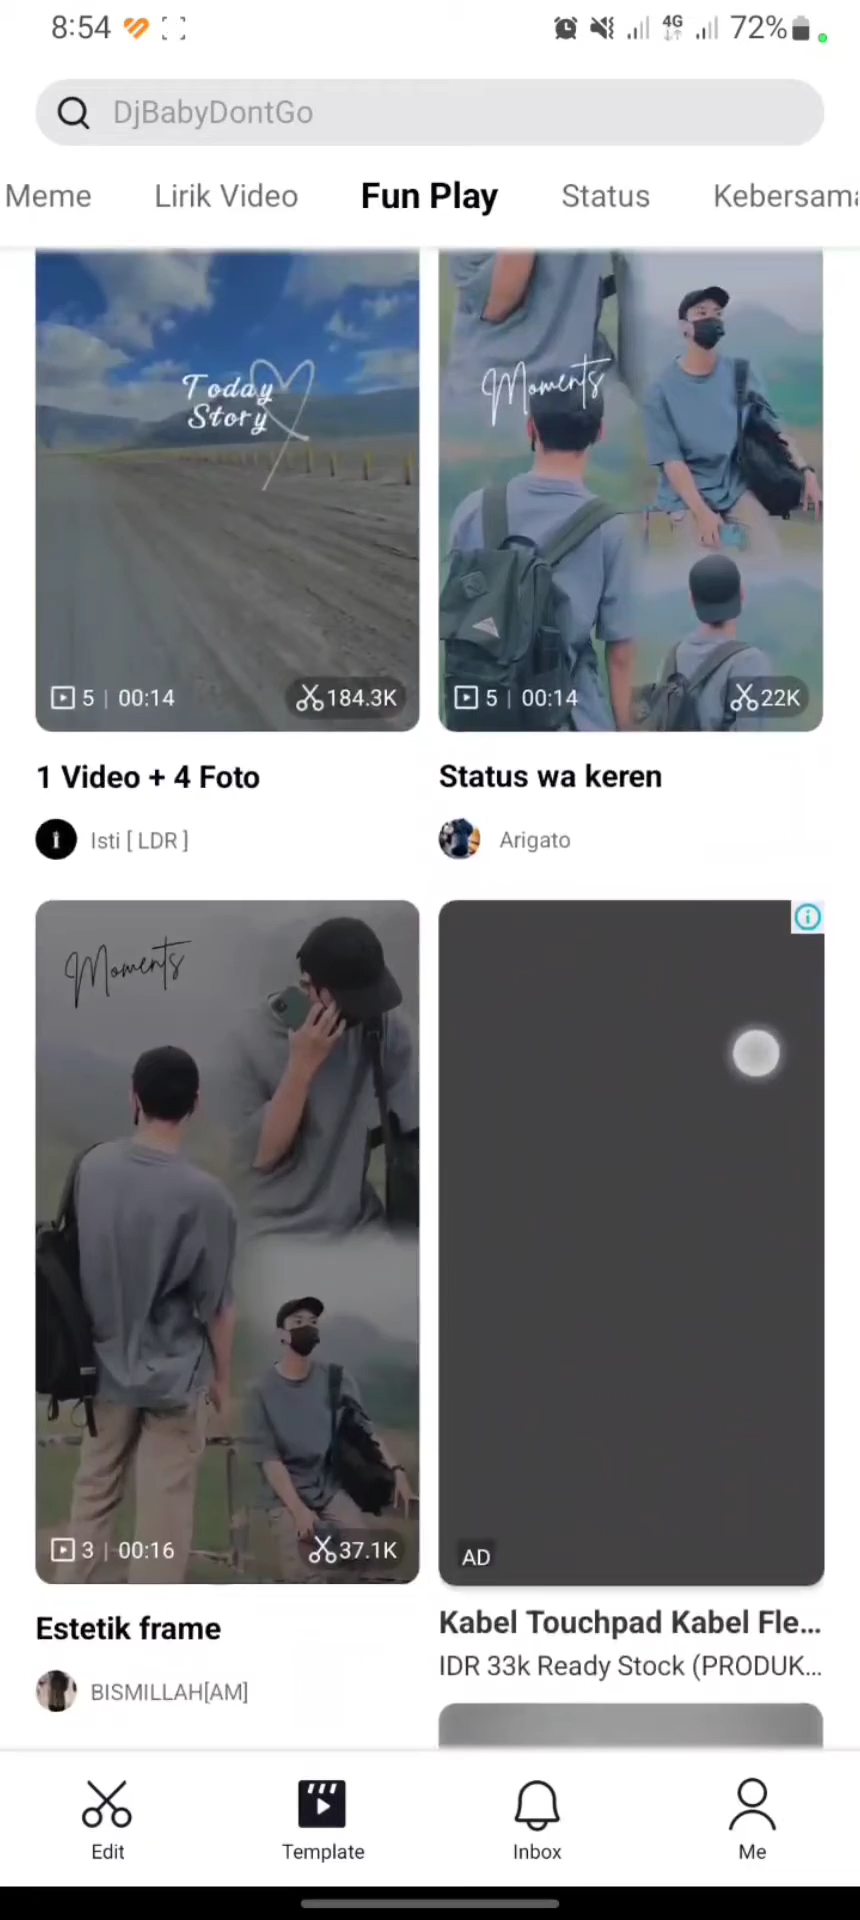 8:54
4G
72%
DjBabyDontGo
Meme
Lirik Video
Fun Play
Status
Kebersama
Today
Story
5 | 00:14
184.3K
Moments
5 | 00:14
22K
1 Video + 4 Foto
Status wa keren
Isti [ LDR ]
Arigato
Moments
3 | 00:16
37.1K
AD
Estetik frame
Kabel Touchpad Kabel Fle...
IDR 33k Ready Stock (PRODUK...
BISMILLAH[AM]
Edit
Template
Inbox
Me